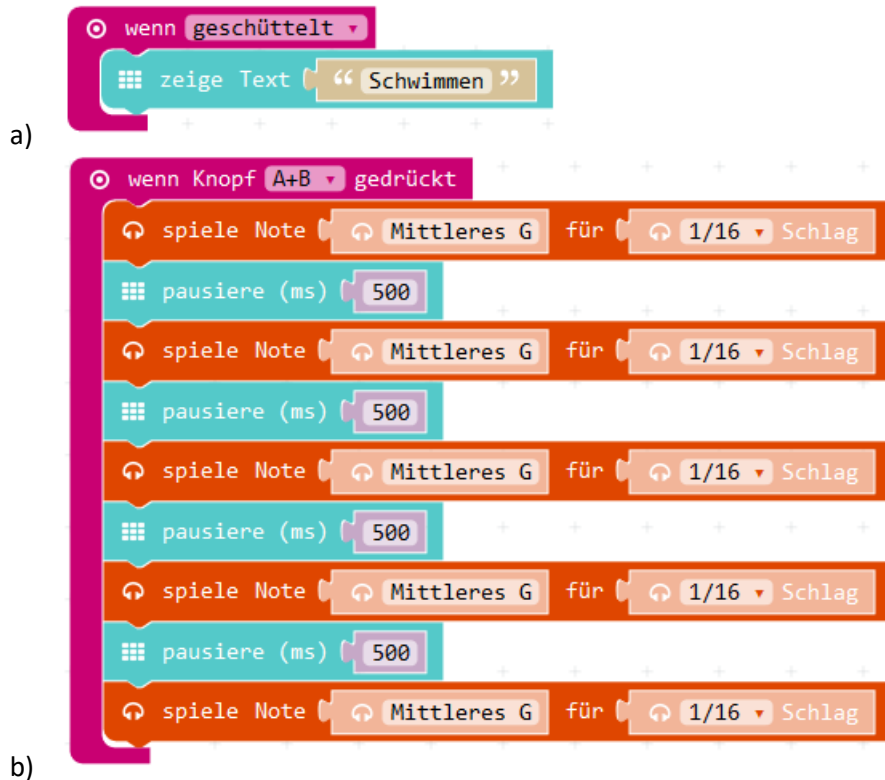 wenn geschüttelt
zeige Text “ Schwimmen ”
a)
wenn Knopf A+B gedrückt
spiele Note Mittleres G für 1/16 Schlag
pausiere (ms) 500
spiele Note Mittleres G für 1/16 Schlag
pausiere (ms) 500
spiele Note Mittleres G für 1/16 Schlag
pausiere (ms) 500
spiele Note Mittleres G für 1/16 Schlag
pausiere (ms) 500
spiele Note Mittleres G für 1/16 Schlag
b)